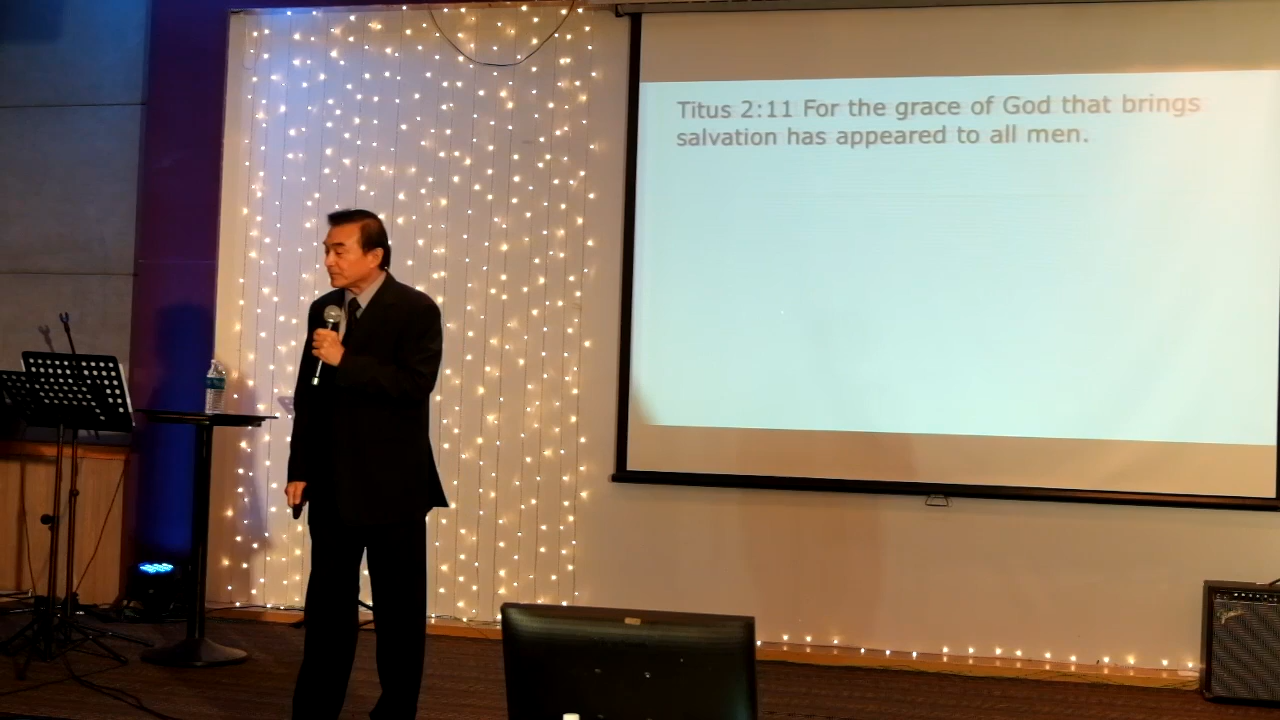 Titus 2:11 For the grace of God that brings
salvation has appeared to all men.